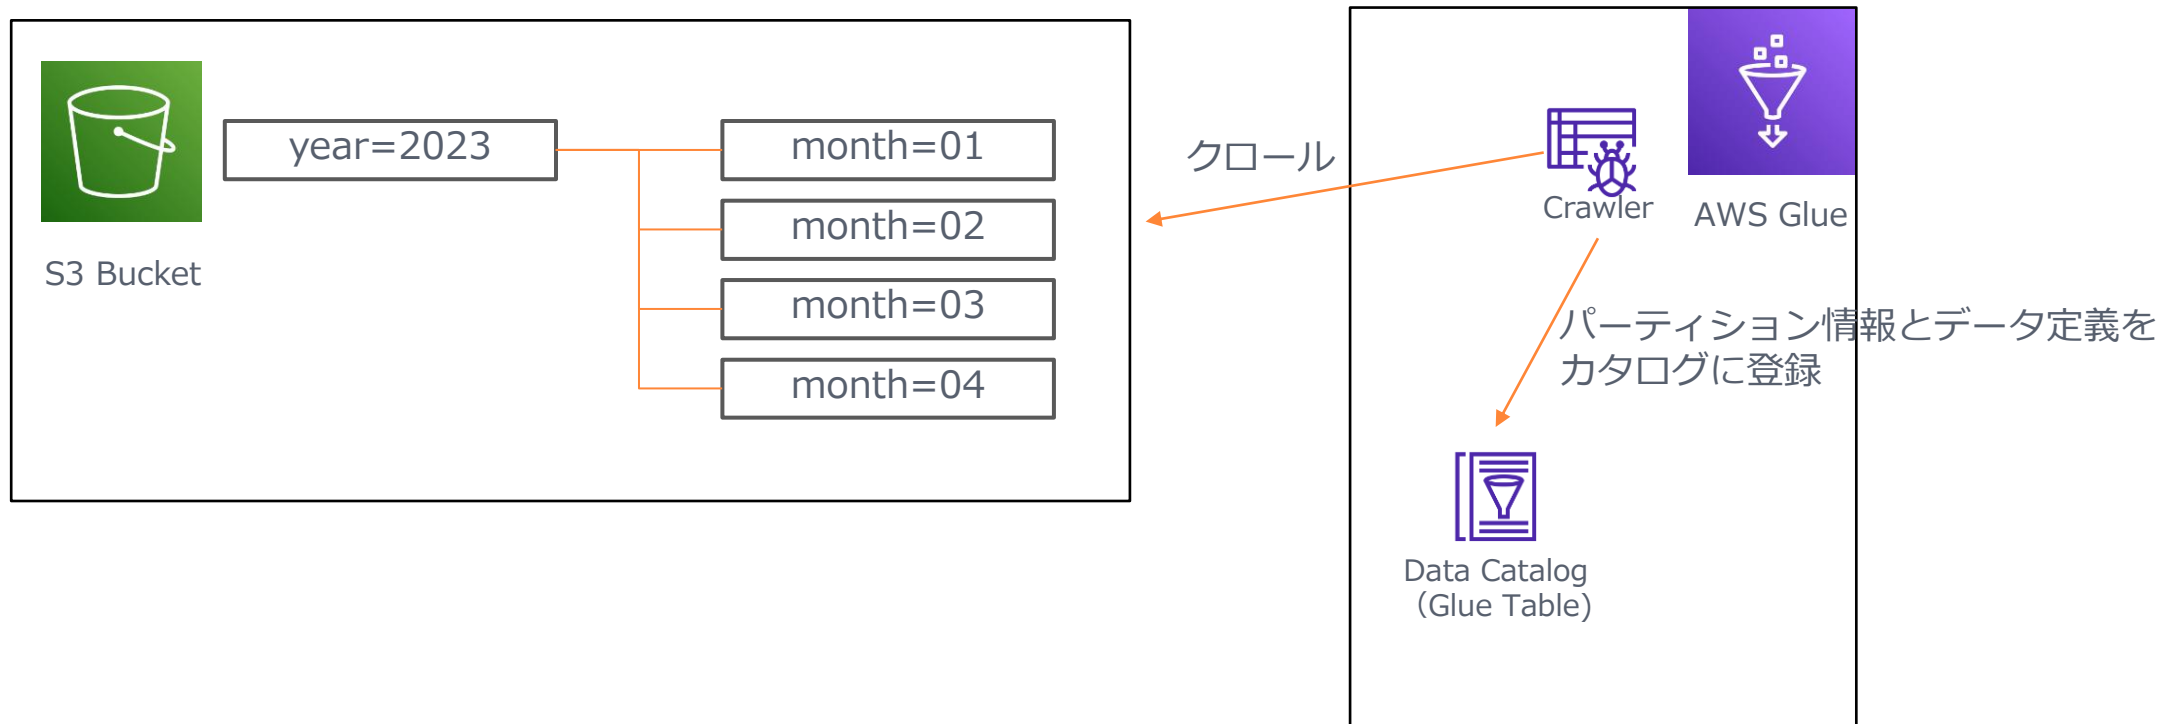 S3 Bucket
year=2023
month=01
month=02
month=03
month=04
クロール
Crawler
AWS Glue
パーティション情報とデータ定義を
カタログに登録
Data Catalog
（Glue Table)